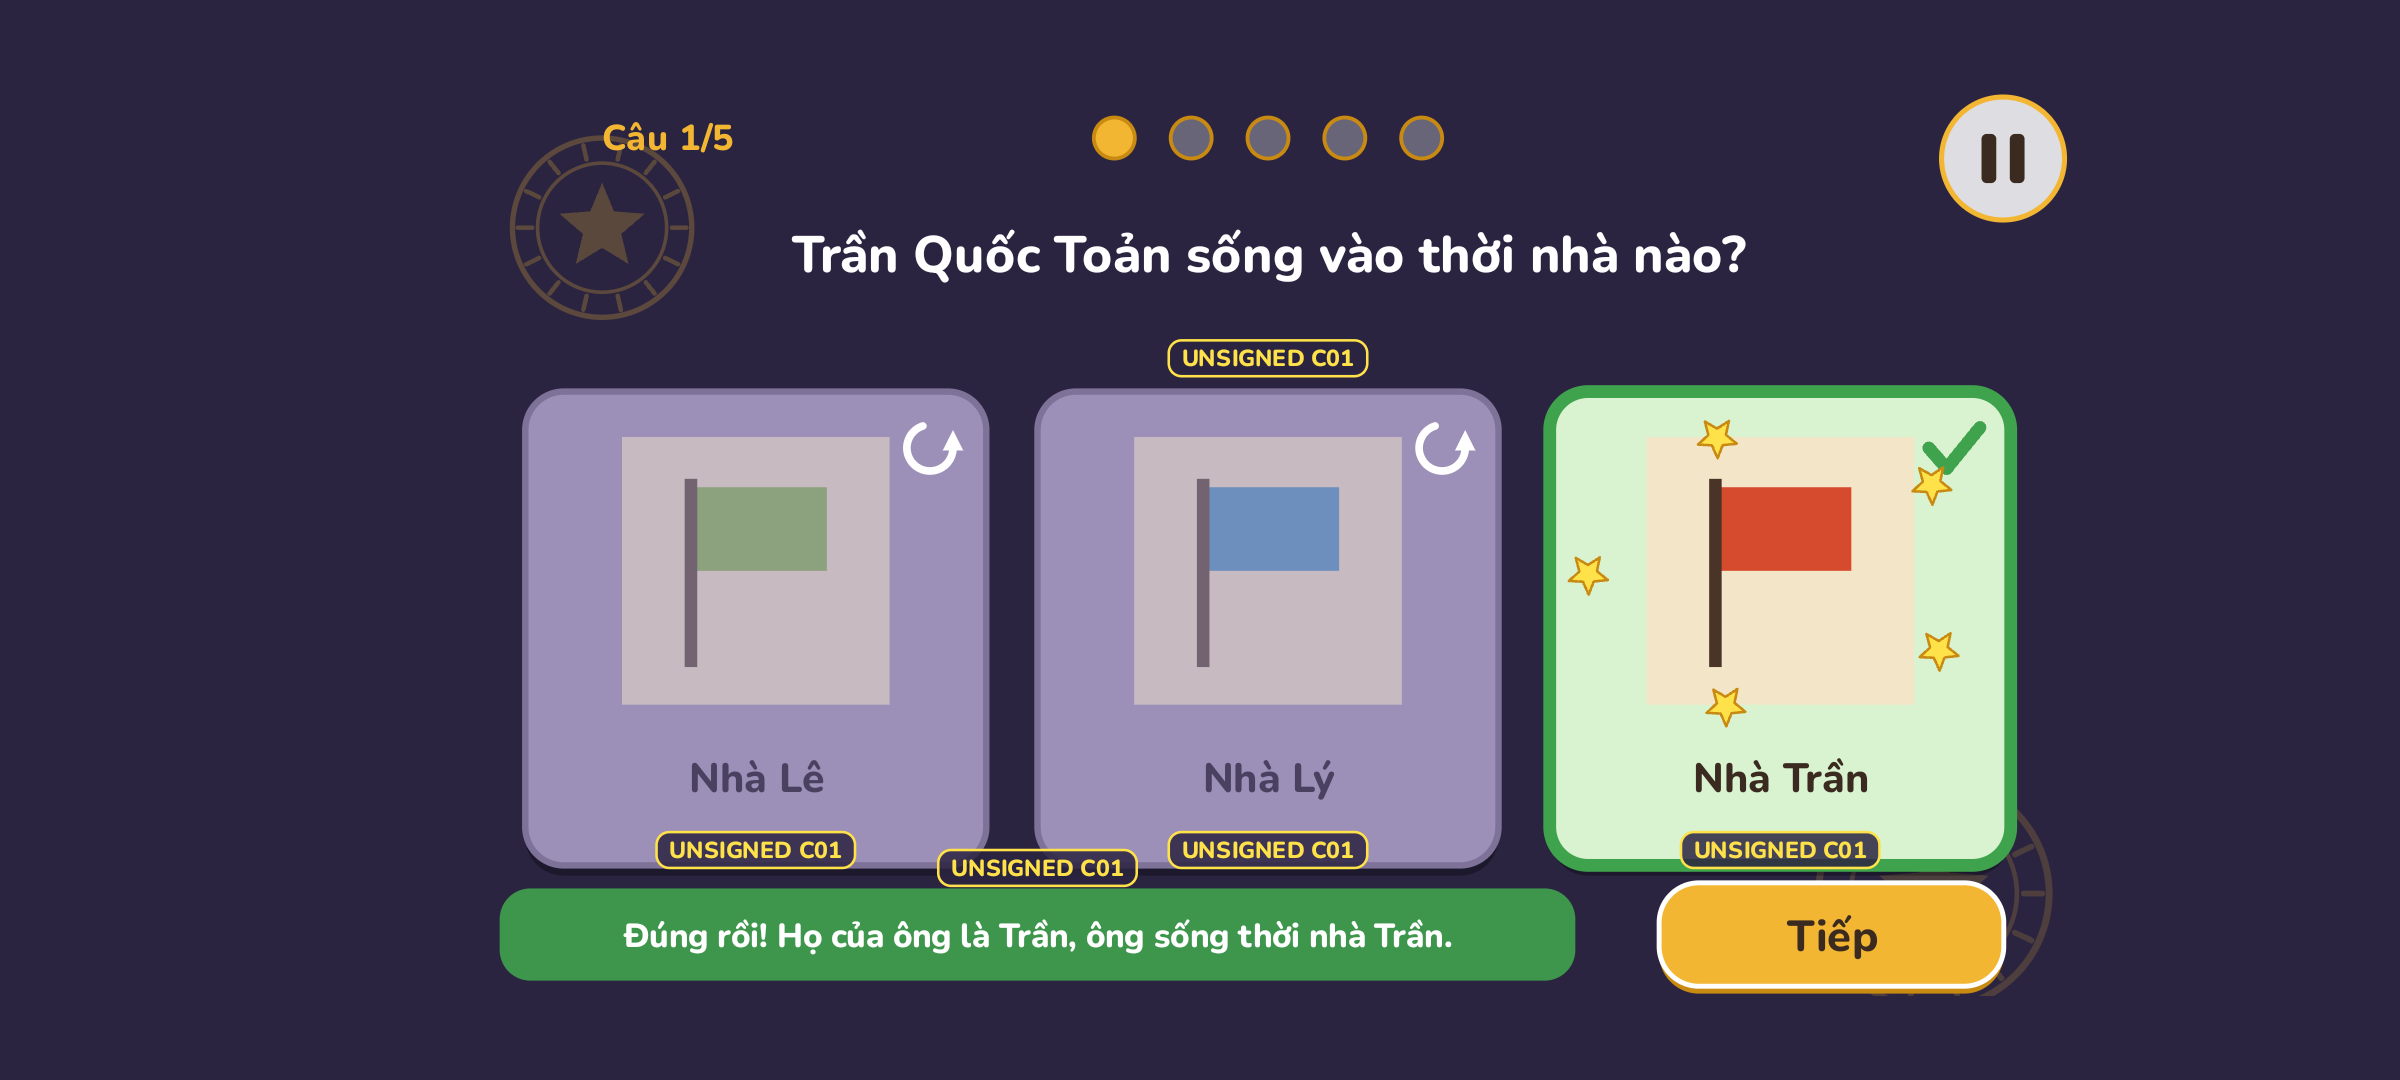 Câu 1/5
Trần Quốc Toản sống vào thời nhà nào?
UNSIGNED C01
Nhà Lê
Nhà Lý
Nhà Trần
UNSIGNED C01
UNSIGNED C01
UNSIGNED C01
UNSIGNED C01
Đúng rồi! Họ của ông là Trần, ông sống thời nhà Trần.
Tiếp